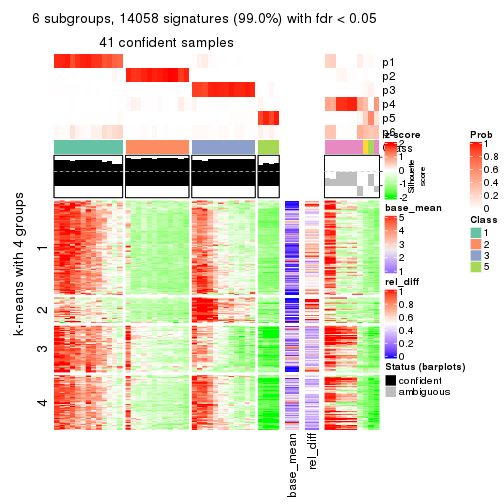 6 subgroups, 14058 signatures (99.0%) with fdr < 0.05
41 confident samples
p1
p2
p3
p4
p5
p6
Class
Silhouette
score
k-means with 4 groups
1
2
3
4
base_mean
rel_diff
z-score
2
1
0
-1
-2
base_mean
5
4
3
2
1
rel_diff
1
0.8
0.6
0.4
0.2
0
Status (barplots)
confident
ambiguous
Prob
1
0.8
0.6
0.4
0.2
0
Class
1
2
3
5